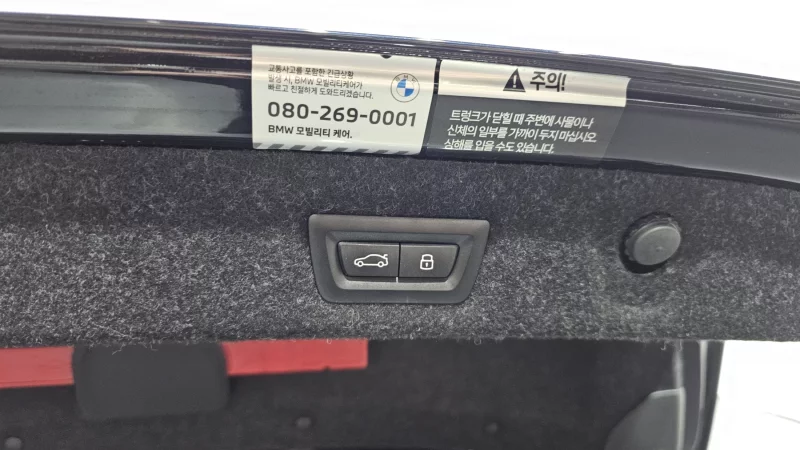 교통사고를 포함한 긴급상황
발생 시, BMW 모빌리티케어가
빠르고 친절하게 도와드리겠습니다.
080-269-0001
BMW 모빌리티 케어.
주의!
트렁크가 닫힐 때 주변에 사물이나
신체의 일부를 가까이 두지 마십시오.
상해를 입을 수도 있습니다.